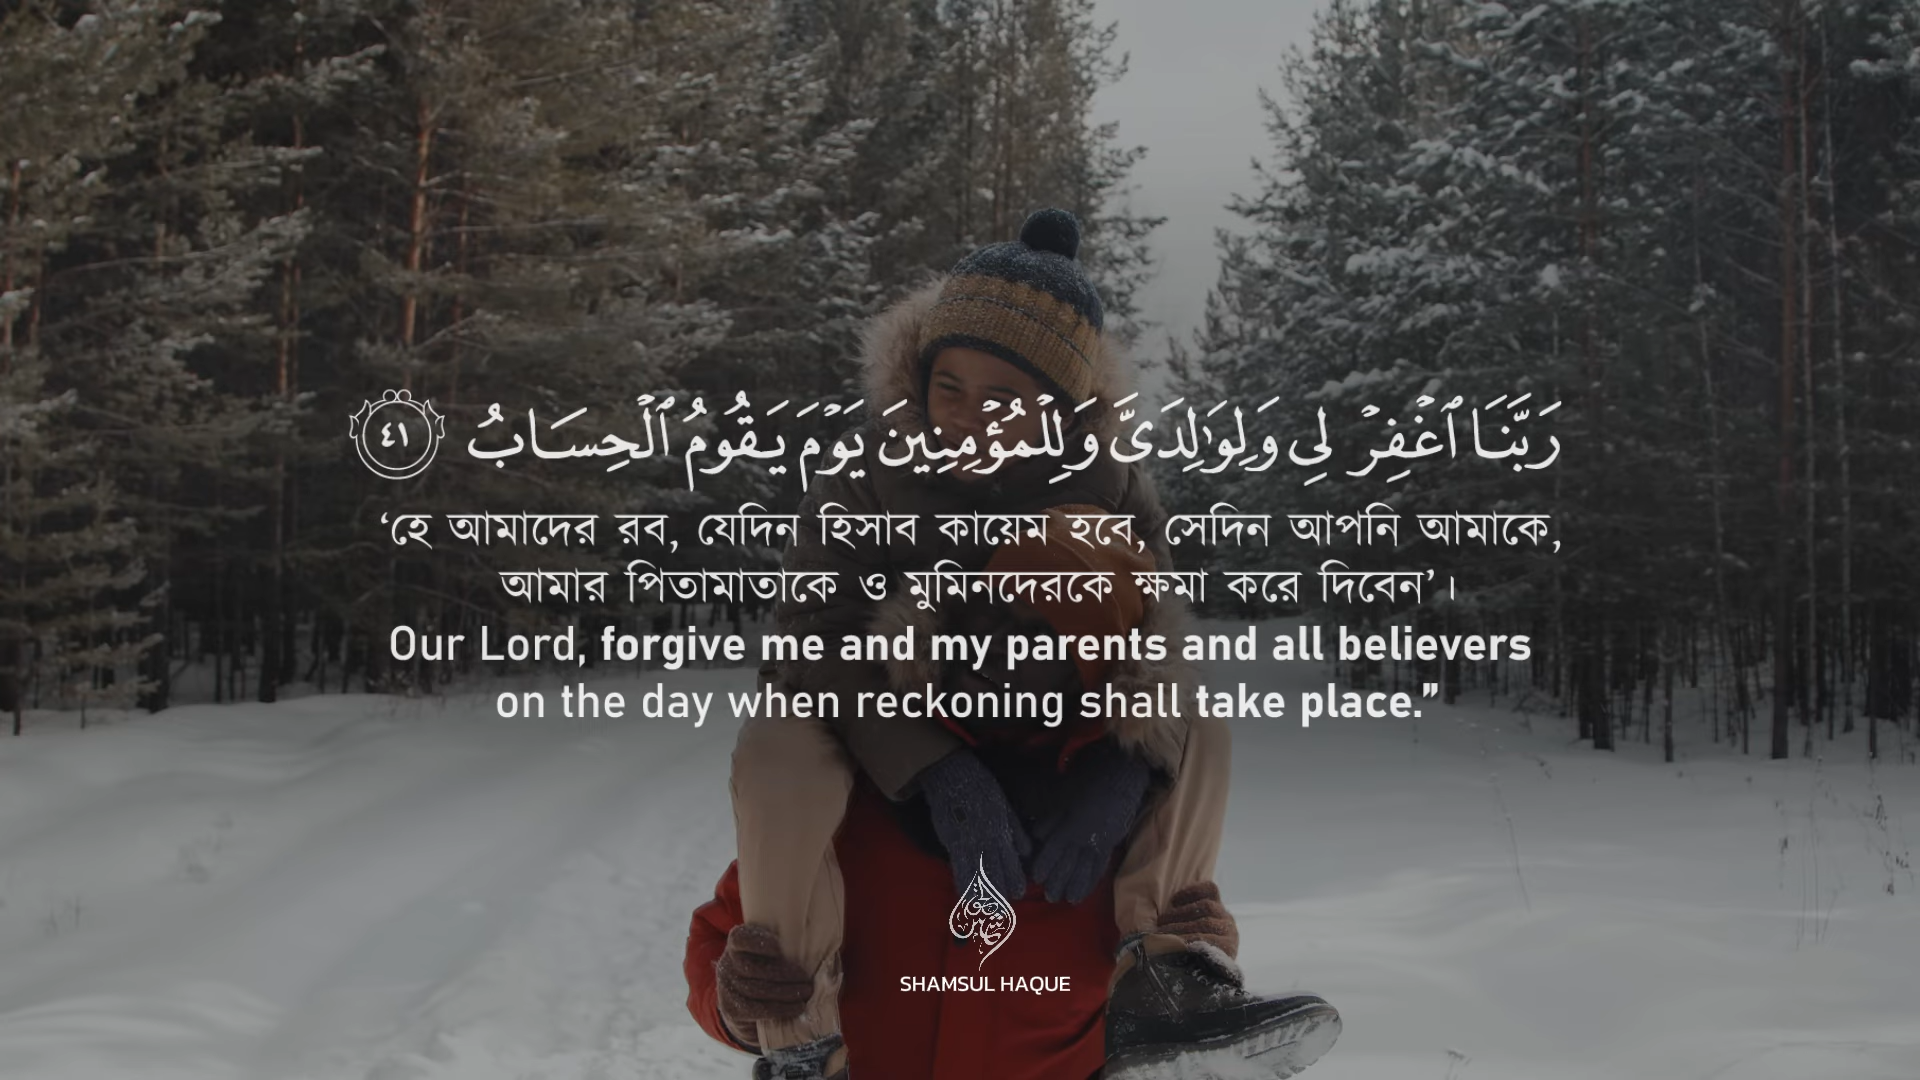 رَبَّنَا ٱغۡفِرۡ لِي وَلِوَٰلِدَيَّ وَلِلۡمُؤۡمِنِينَ يَوۡمَ يَقُومُ ٱلۡحِسَابُ ٤١
‘হে আমাদের রব, যেদিন হিসাব কায়েম হবে, সেদিন আপনি আমাকে,
আমার পিতামাতাকে ও মুমিনদেরকে ক্ষমা করে দিবেন’।
Our Lord, forgive me and my parents and all believers
on the day when reckoning shall take place.”
SHAMSUL HAQUE